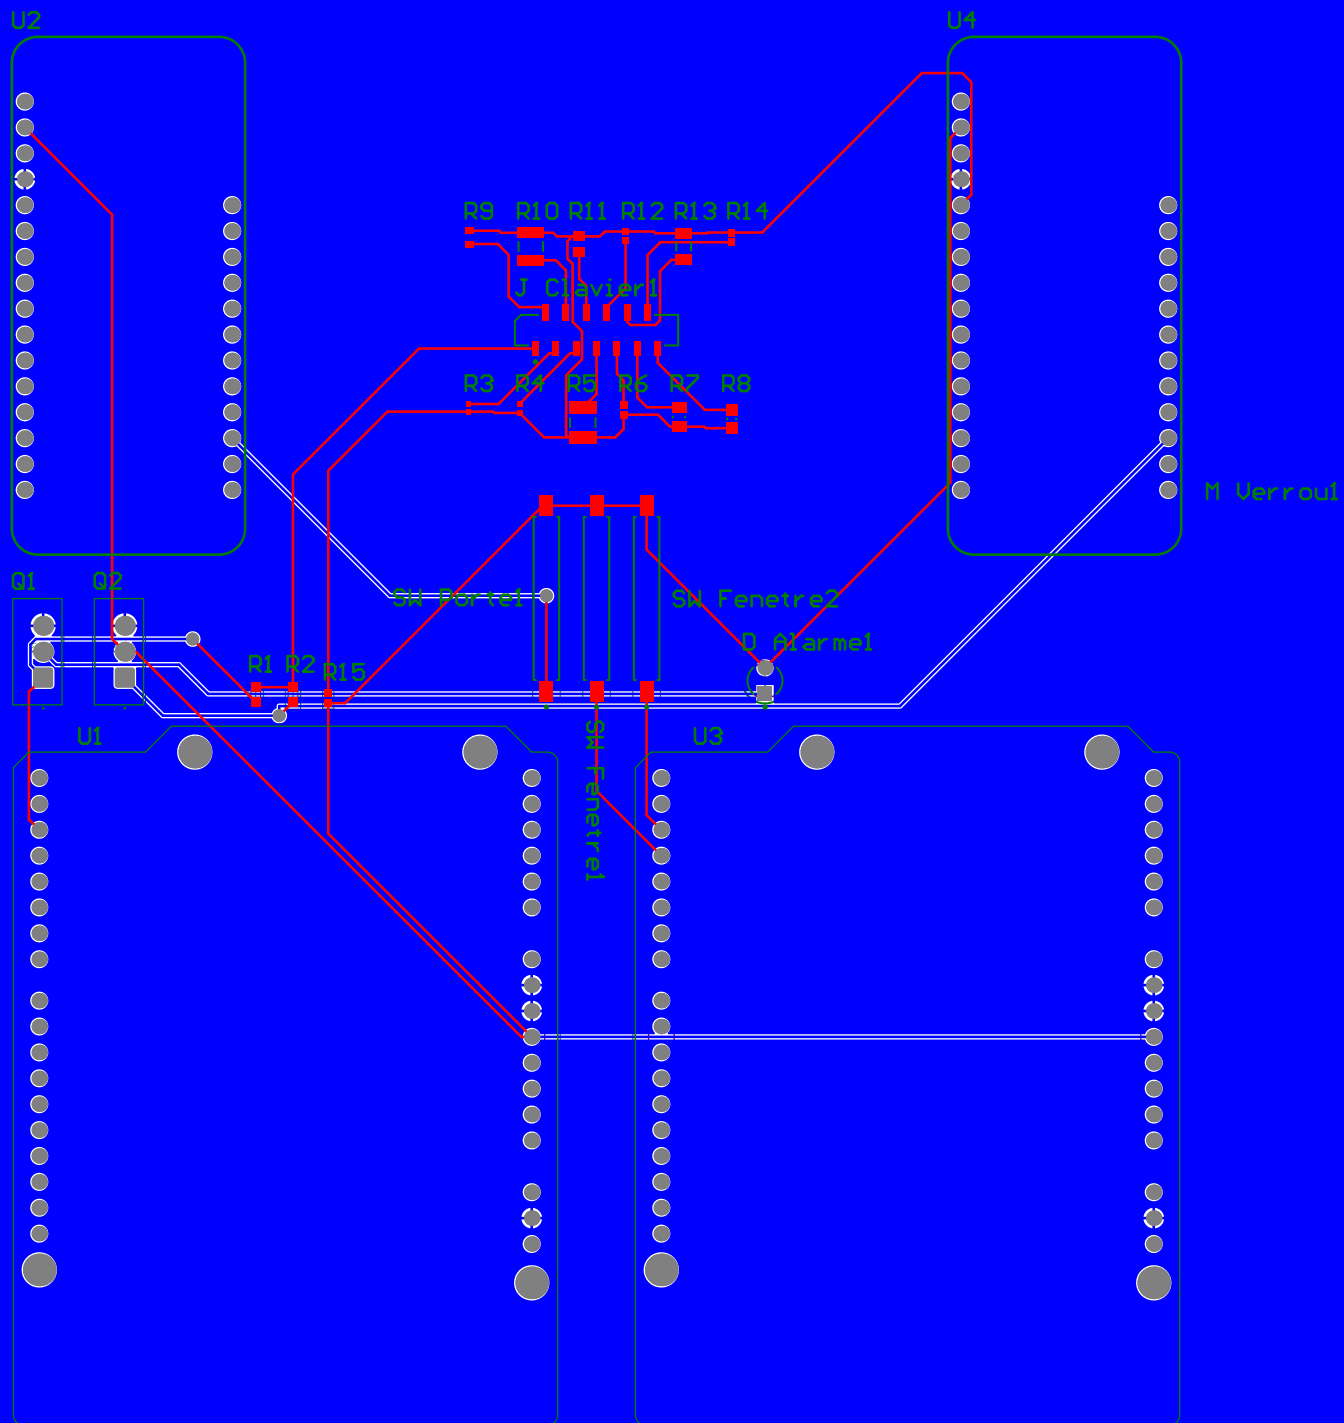 U2
U4
R9 R10 R11 R12 R13 R14
J Clavier1
R3 R4 R5 R6 R7 R8
M Verrou1
Q1 Q2
SW Porte1
SW Fenetre2
D Alarme1
R1 R2 R15
U1
SW Fenetre1
U3